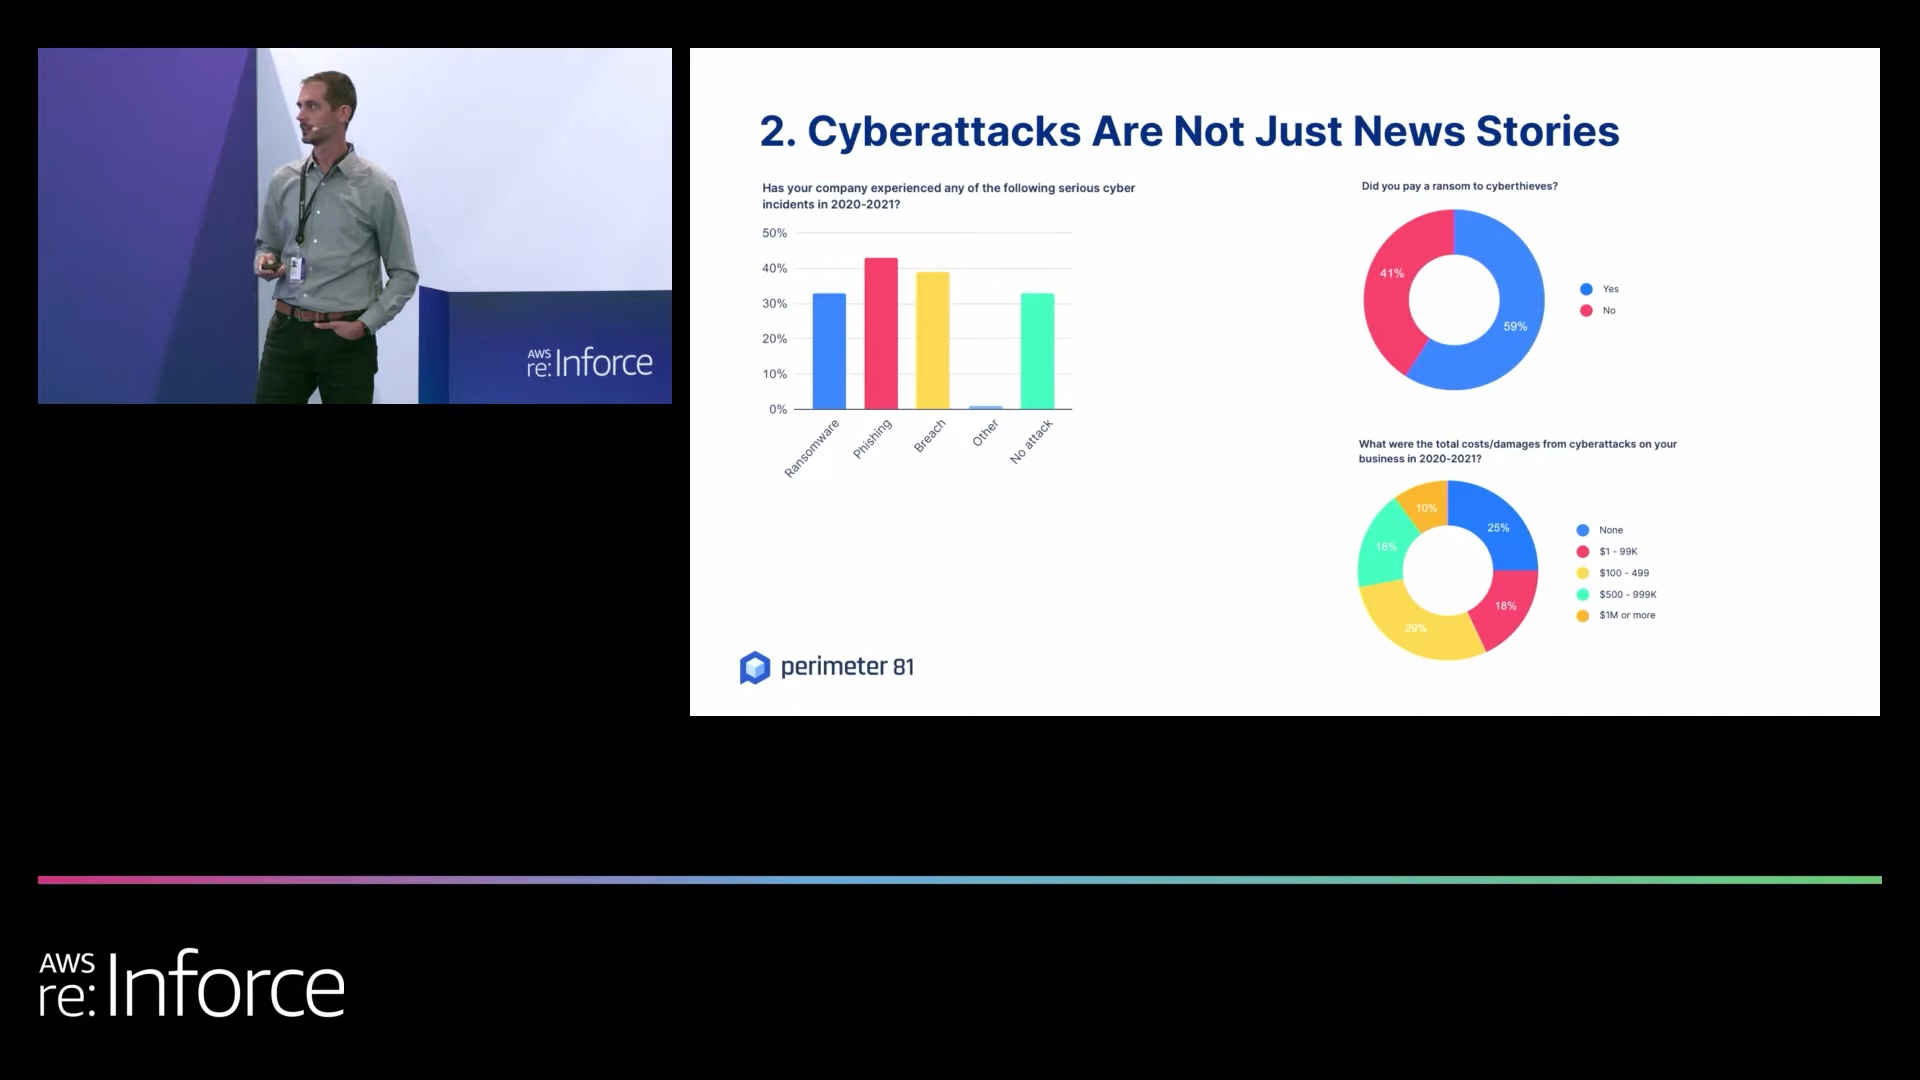 AWS
re:Inforce
2. Cyberattacks Are Not Just News Stories
Has your company experienced any of the following serious cyber
incidents in 2020-2021?
50%
40%
30%
20%
10%
0%
Ransomware
Phishing
Breach
Other
No attack
Did you pay a ransom to cyberthieves?
41%
59%
Yes
No
What were the total costs/damages from cyberattacks on your
business in 2020-2021?
10%
25%
18%
18%
29%
None
$1 - 99K
$100 - 499
$500 - 999K
$1M or more
perimeter 81
AWS
re:Inforce